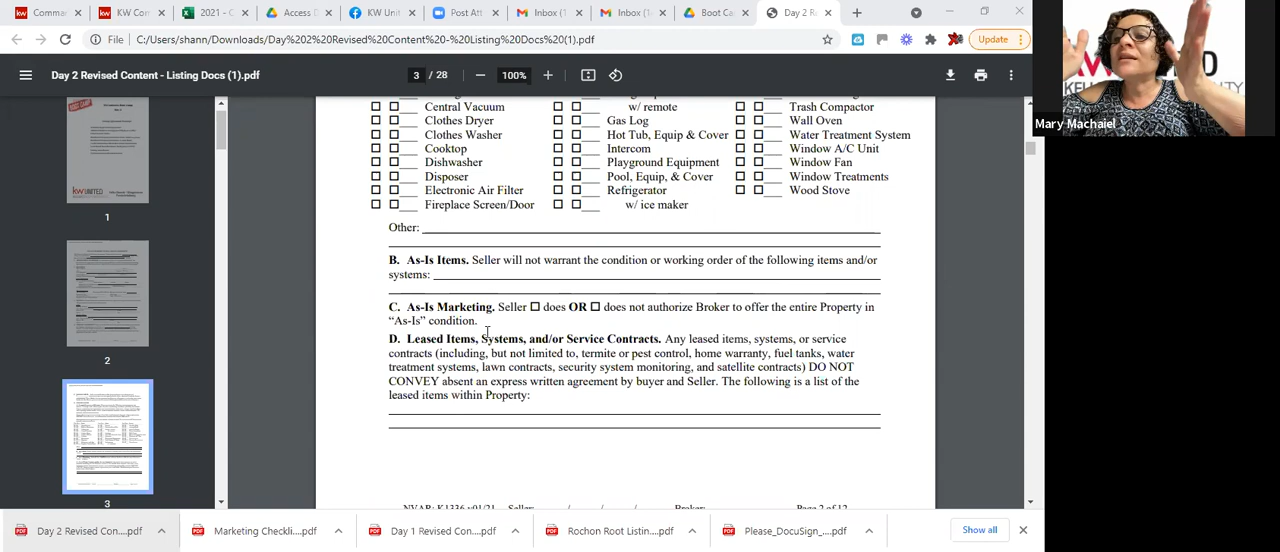 Commar
KW Com
2021 - C
Access D
KW Unit
Post Att
Inbox (1
Inbox (1
Boot Ca
Day 2 R
File C:/Users/shann/Downloads/Day%202%20Revised%20Content%20-%20Listing%20Docs%20(1).pdf
Update
Day 2 Revised Content - Listing Docs (1).pdf
3 / 28
100%
Central Vacuum
w/ remote
Trash Compactor
Clothes Dryer
Gas Log
Wall Oven
Clothes Washer
Hot Tub, Equip & Cover
Water Treatment System
Cooktop
Intercom
Window A/C Unit
Dishwasher
Playground Equipment
Window Fan
Disposer
Pool, Equip, & Cover
Window Treatments
Electronic Air Filter
Refrigerator
Wood Stove
Fireplace Screen/Door
w/ ice maker
Other:
B. As-Is Items. Seller will not warrant the condition or working order of the following items and/or
systems:
C. As-Is Marketing. Seller ☐ does OR ☐ does not authorize Broker to offer the entire Property in
“As-Is” condition.
D. Leased Items, Systems, and/or Service Contracts. Any leased items, systems, or service
contracts (including, but not limited to, termite or pest control, home warranty, fuel tanks, water
treatment systems, lawn contracts, security system monitoring, and satellite contracts) DO NOT
CONVEY absent an express written agreement by buyer and Seller. The following is a list of the
leased items within Property:
NVAR: K1336 v01/21 Seller: / / / Broker: Page 2 of 12
1
2
3
Mary Machaiel
Day 2 Revised Con....pdf
Marketing Checkli....pdf
Day 1 Revised Con....pdf
Rochon Root Listin....pdf
Please_DocuSign_....pdf
Show all